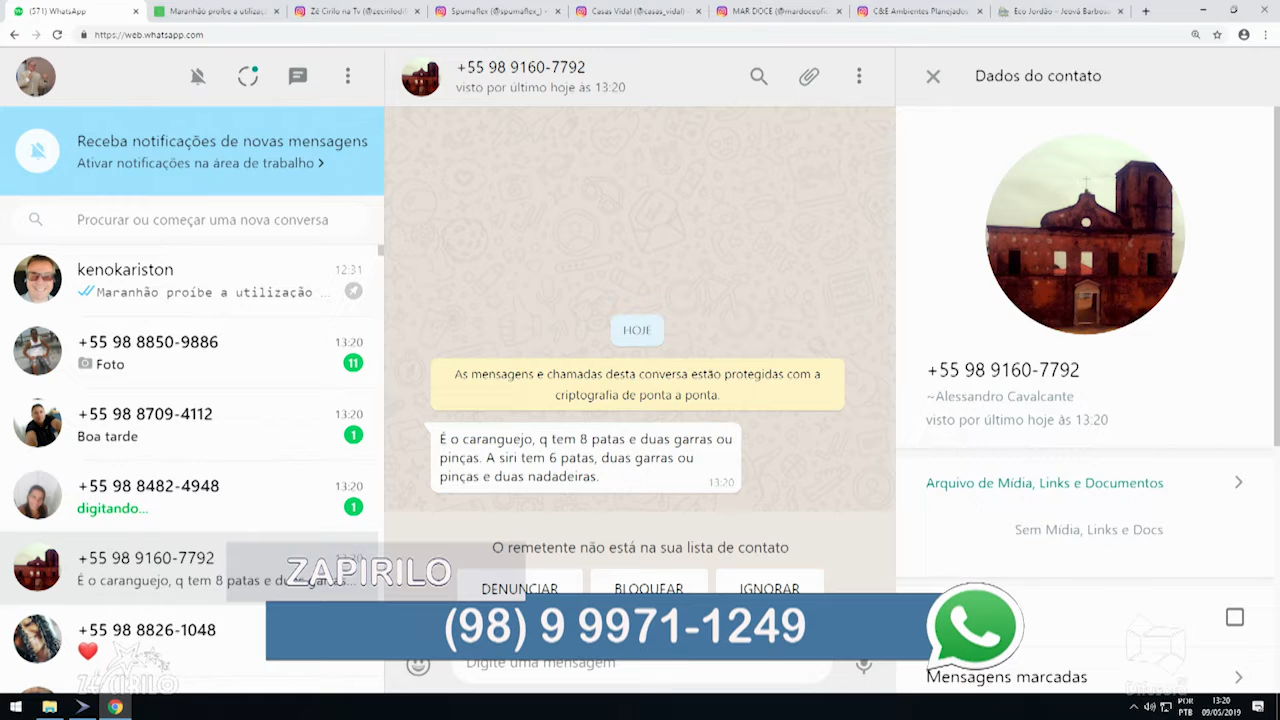 (571) WhatsApp
Maranhão proíbe a utilizaç
Zé Cirilo na Tv (@zecirilo)
Spumaflex (@spumaflex_)
Casas Vidal (@casas_vidal)
MAR DOCE (@mardoceofic
C&E Ambientes Planejados
Eco Jordão – Jeová Barbos
https://web.whatsapp.com
+55 98 9160-7792
visto por último hoje às 13:20
Dados do contato
Receba notificações de novas mensagens
Ativar notificações na área de trabalho >
Procurar ou começar uma nova conversa
kenokariston
12:31
Maranhão proíbe a utilização ...
+55 98 8850-9886
13:20
Foto
11
+55 98 8709-4112
13:20
Boa tarde
1
+55 98 8482-4948
13:20
digitando...
1
+55 98 9160-7792
É o caranguejo, q tem 8 patas e duas garras...
+55 98 8826-1048
HOJE
As mensagens e chamadas desta conversa estão protegidas com a
criptografia de ponta a ponta.
É o caranguejo, q tem 8 patas e duas garras ou
pinças. A siri tem 6 patas, duas garras ou
pinças e duas nadadeiras.
13:20
O remetente não está na sua lista de contato
DENUNCIAR
BLOQUEAR
IGNORAR
Digite uma mensagem
+55 98 9160-7792
~Alessandro Cavalcante
visto por último hoje às 13:20
Arquivo de Mídia, Links e Documentos
Sem Mídia, Links e Docs
Mensagens marcadas
ZAPIRILO
(98) 9 9971-1249
ZÉ CIRILO
Difusora
POR
PTB
13:20
09/05/2019